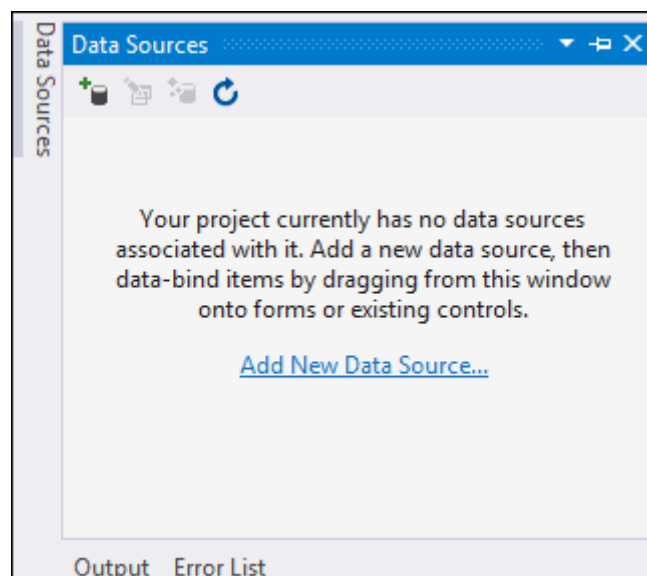 Data Sources
Data Sources
Your project currently has no data sources
associated with it. Add a new data source, then
data-bind items by dragging from this window
onto forms or existing controls.
Add New Data Source...
Output Error List